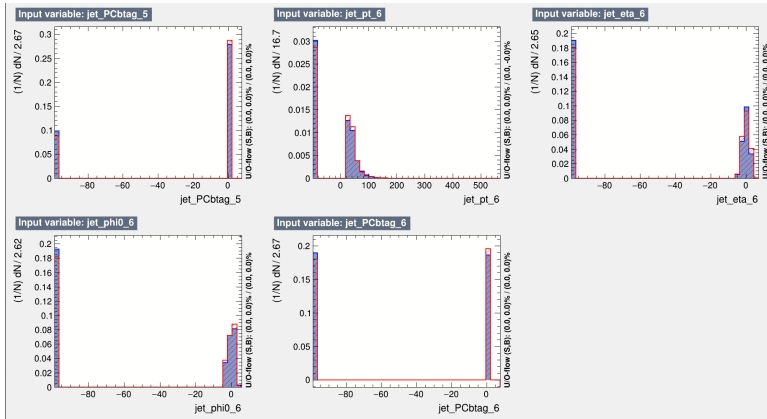 Input variable: jet_PCbtag_5
(1/N) dN / 2.67
0.3
0.25
0.2
0.15
0.1
0.05
0
−80 −60 −40 −20 0
jet_PCbtag_5
U/O-flow (S,B): (0.0, 0.0)% / (0.0, 0.0)%
Input variable: jet_pt_6
(1/N) dN / 16.7
0.03
0.025
0.02
0.015
0.01
0.005
0
0 100 200 300 400 500
jet_pt_6
U/O-flow (S,B): (0.0, 0.0)% / (0.0, -0.0)%
Input variable: jet_eta_6
(1/N) dN / 2.65
0.2
0.18
0.16
0.14
0.12
0.1
0.08
0.06
0.04
0.02
0
−80 −60 −40 −20 0
jet_eta_6
U/O-flow (S,B): (0.0, 0.0)% / (0.0, 0.0)%
Input variable: jet_phi0_6
(1/N) dN / 2.62
0.2
0.18
0.16
0.14
0.12
0.1
0.08
0.06
0.04
0.02
0
−80 −60 −40 −20 0
jet_phi0_6
U/O-flow (S,B): (0.0, 0.0)% / (0.0, 0.0)%
Input variable: jet_PCbtag_6
(1/N) dN / 2.67
0.2
0.15
0.1
0.05
0
−80 −60 −40 −20 0
jet_PCbtag_6
U/O-flow (S,B): (0.0, 0.0)% / (0.0, 0.0)%